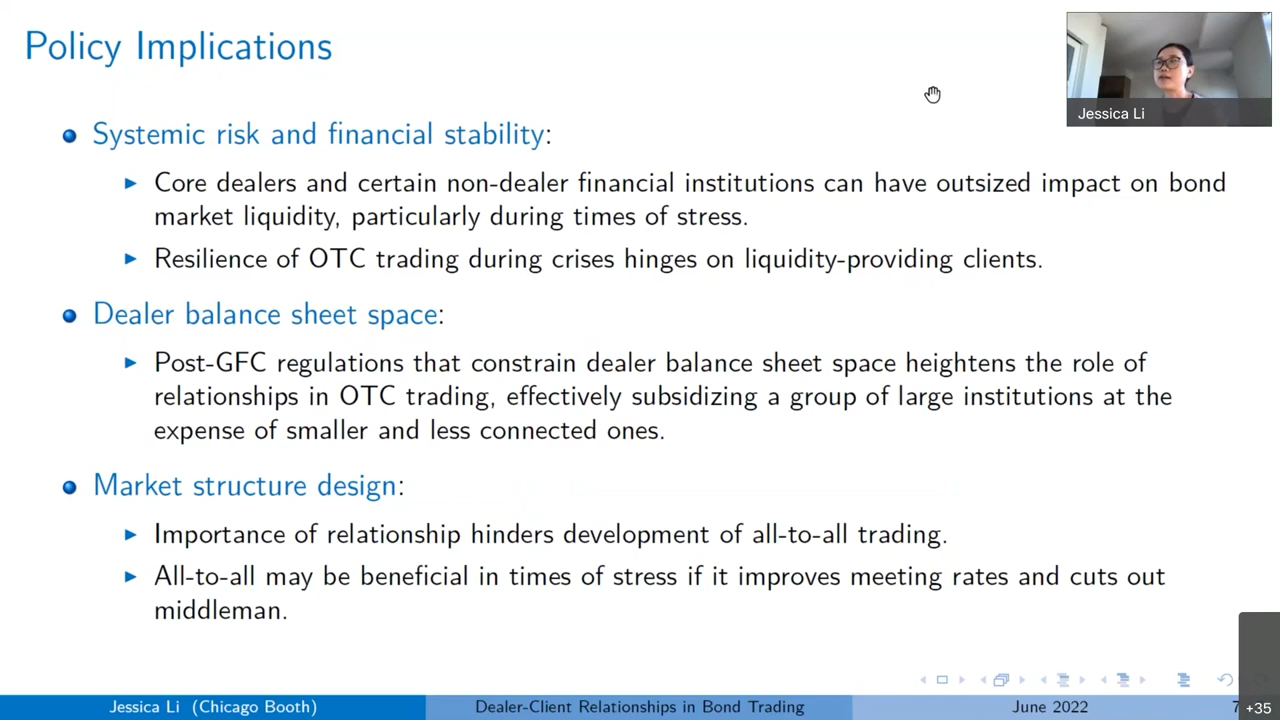 Policy Implications
Jessica Li
Systemic risk and financial stability:
Core dealers and certain non-dealer financial institutions can have outsized impact on bond
market liquidity, particularly during times of stress.
Resilience of OTC trading during crises hinges on liquidity-providing clients.
Dealer balance sheet space:
Post-GFC regulations that constrain dealer balance sheet space heightens the role of
relationships in OTC trading, effectively subsidizing a group of large institutions at the
expense of smaller and less connected ones.
Market structure design:
Importance of relationship hinders development of all-to-all trading.
All-to-all may be beneficial in times of stress if it improves meeting rates and cuts out
middleman.
Jessica Li (Chicago Booth) Dealer-Client Relationships in Bond Trading June 2022
+35